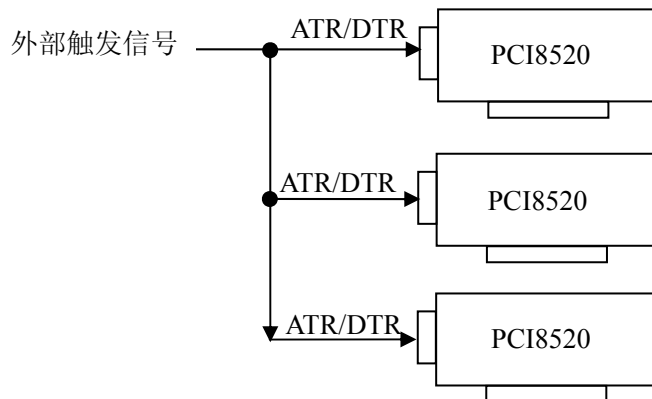 外部触发信号
ATR/DTR
PCI8520
ATR/DTR
PCI8520
ATR/DTR
PCI8520